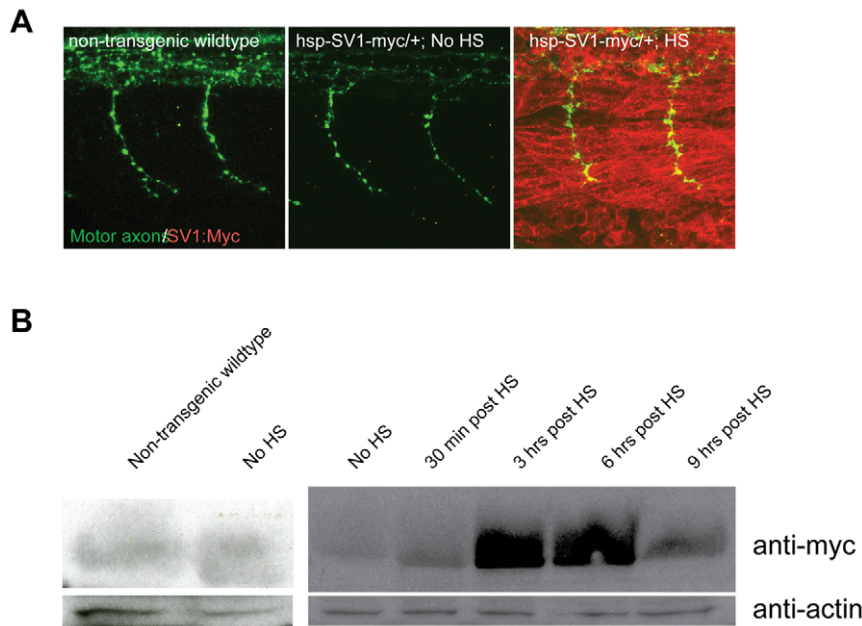 A
non-transgenic wildtype
hsp-SV1-myc/+; No HS
hsp-SV1-myc/+; HS
Motor axons/SV1:Myc
B
Non-transgenic wildtype
No HS
No HS
30 min post HS
3 hrs post HS
6 hrs post HS
9 hrs post HS
anti-myc
anti-actin